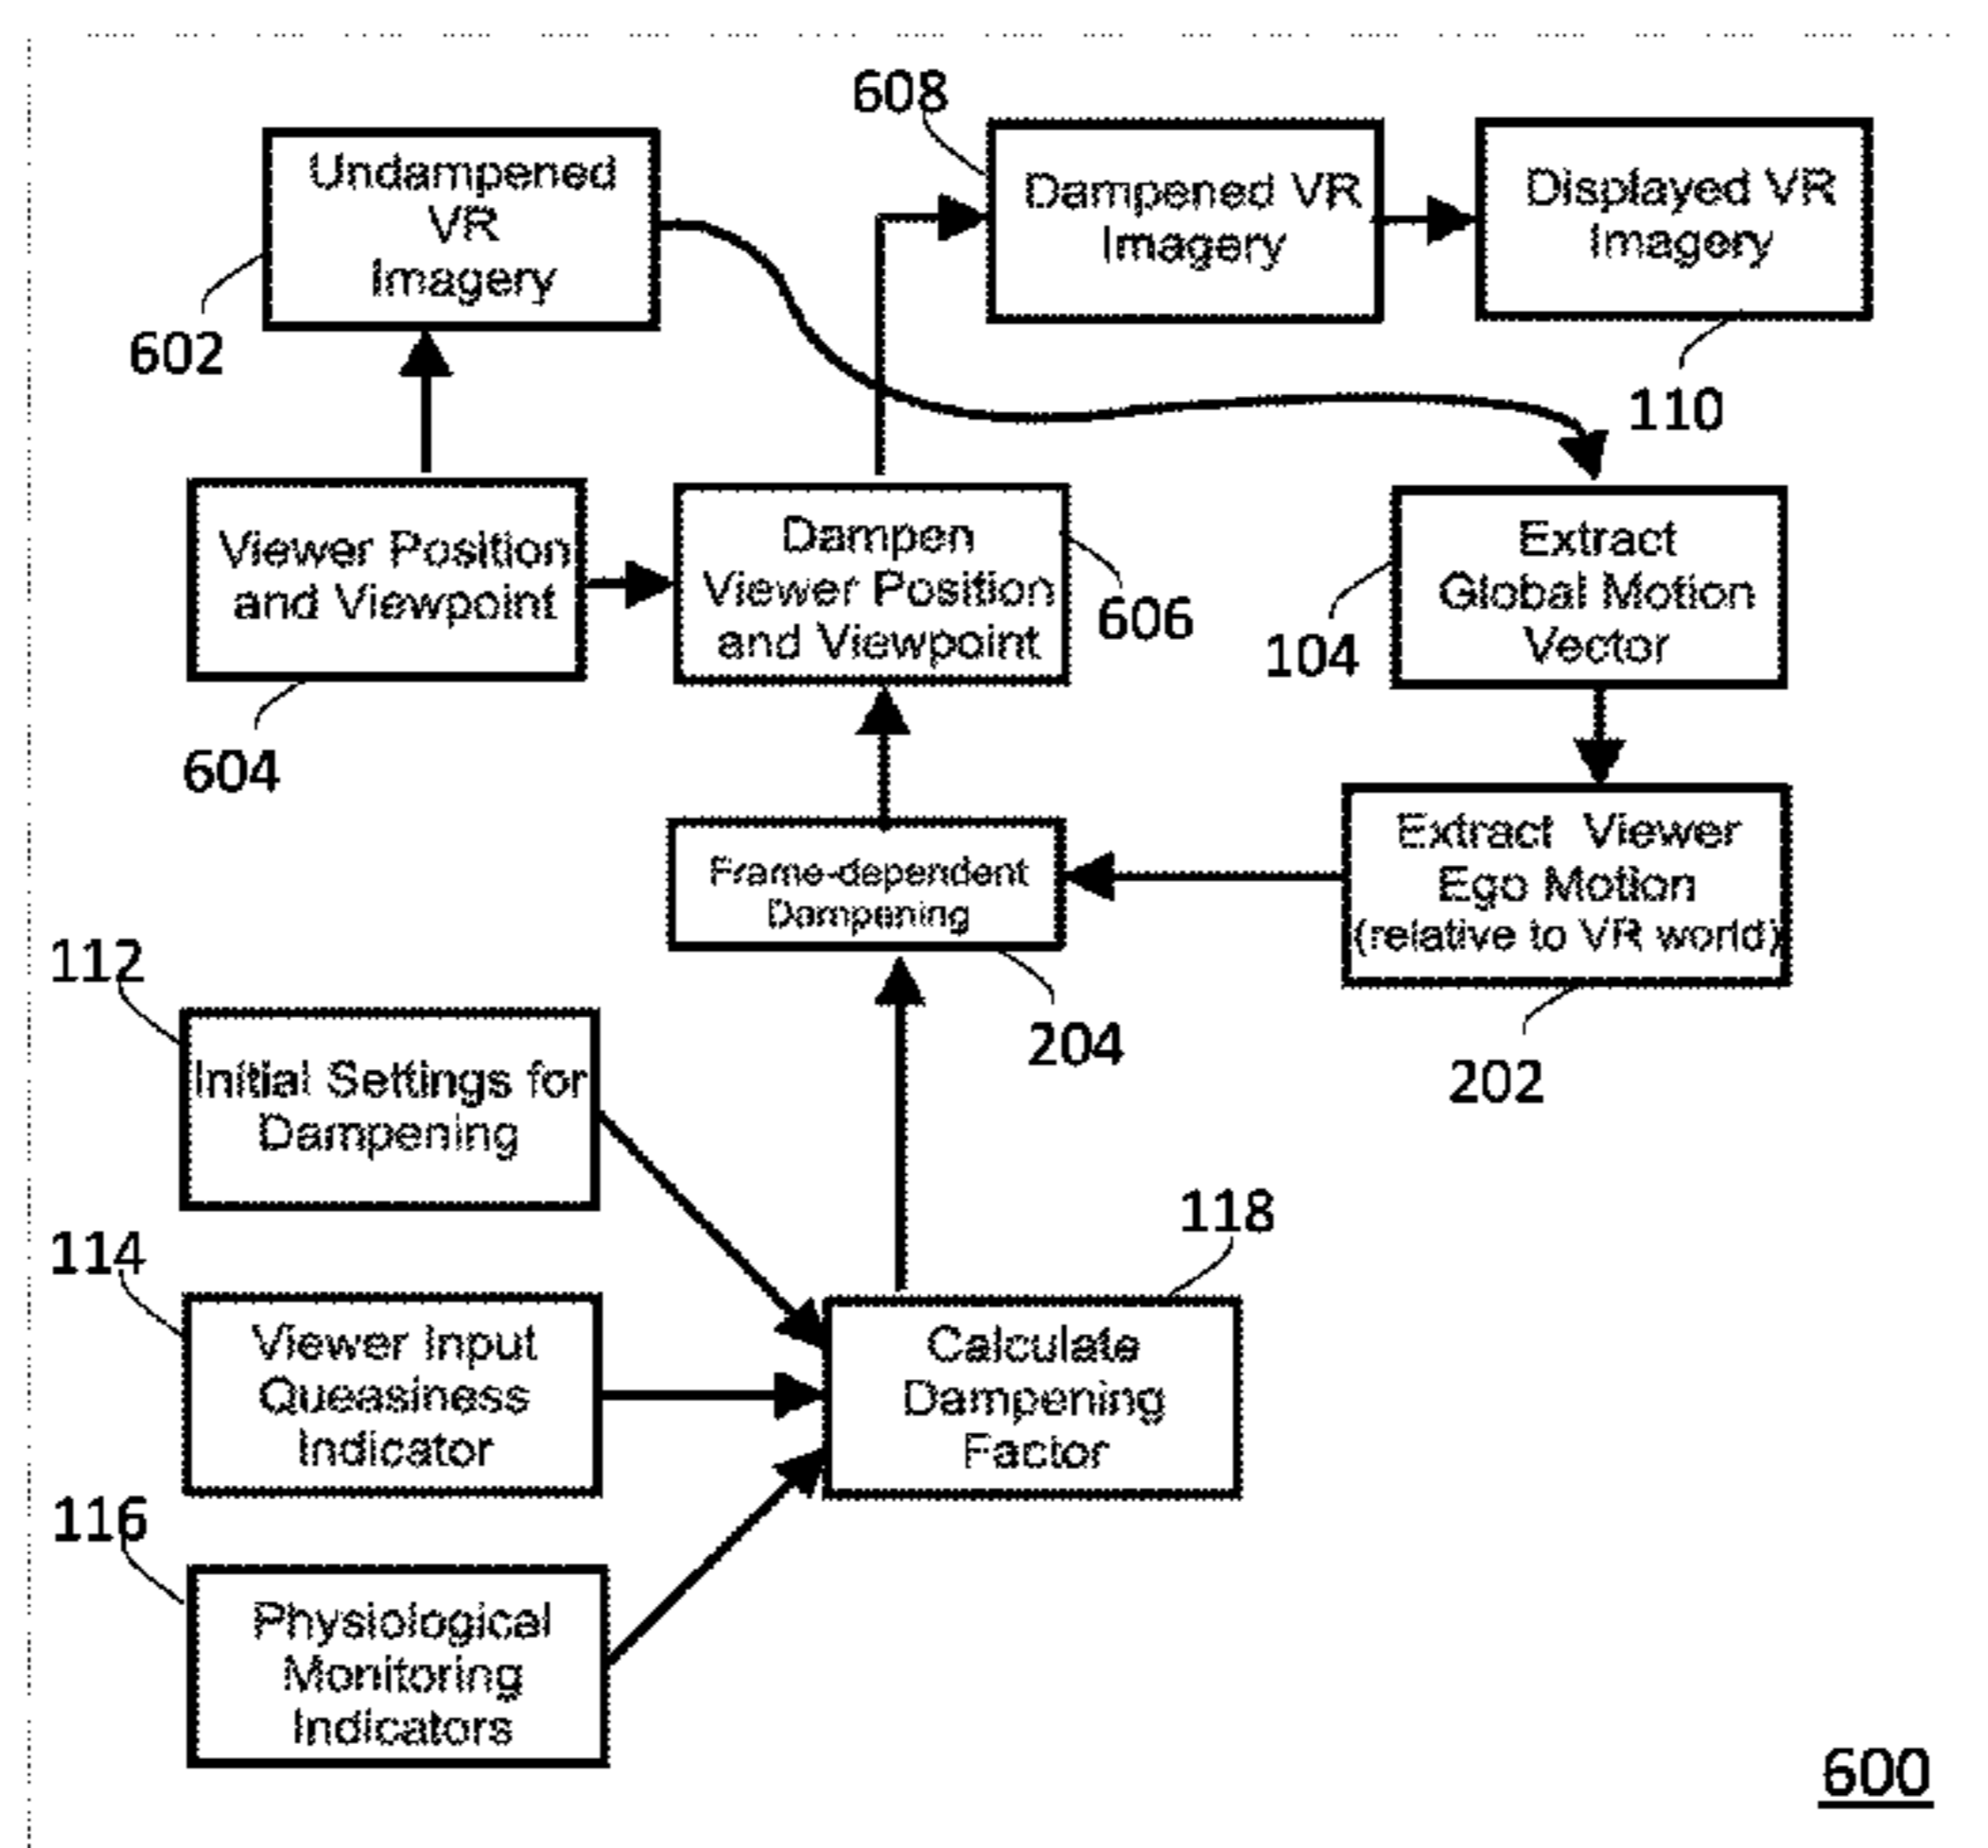 608
Undampened
VR
Imagery
602
Dampened VR
Imagery
Displayed VR
Imagery
110
Viewer Position
and Viewpoint
604
Dampen
Viewer Position
and Viewpoint
606
Extract
Global Motion
Vector
104
Frame-dependent
Dampening
204
Extract Viewer
Ego Motion
(relative to VR world)
202
112
Initial Settings for
Dampening
114
Viewer Input
Queasiness
Indicator
118
Calculate
Dampening
Factor
116
Physiological
Monitoring
Indicators
600